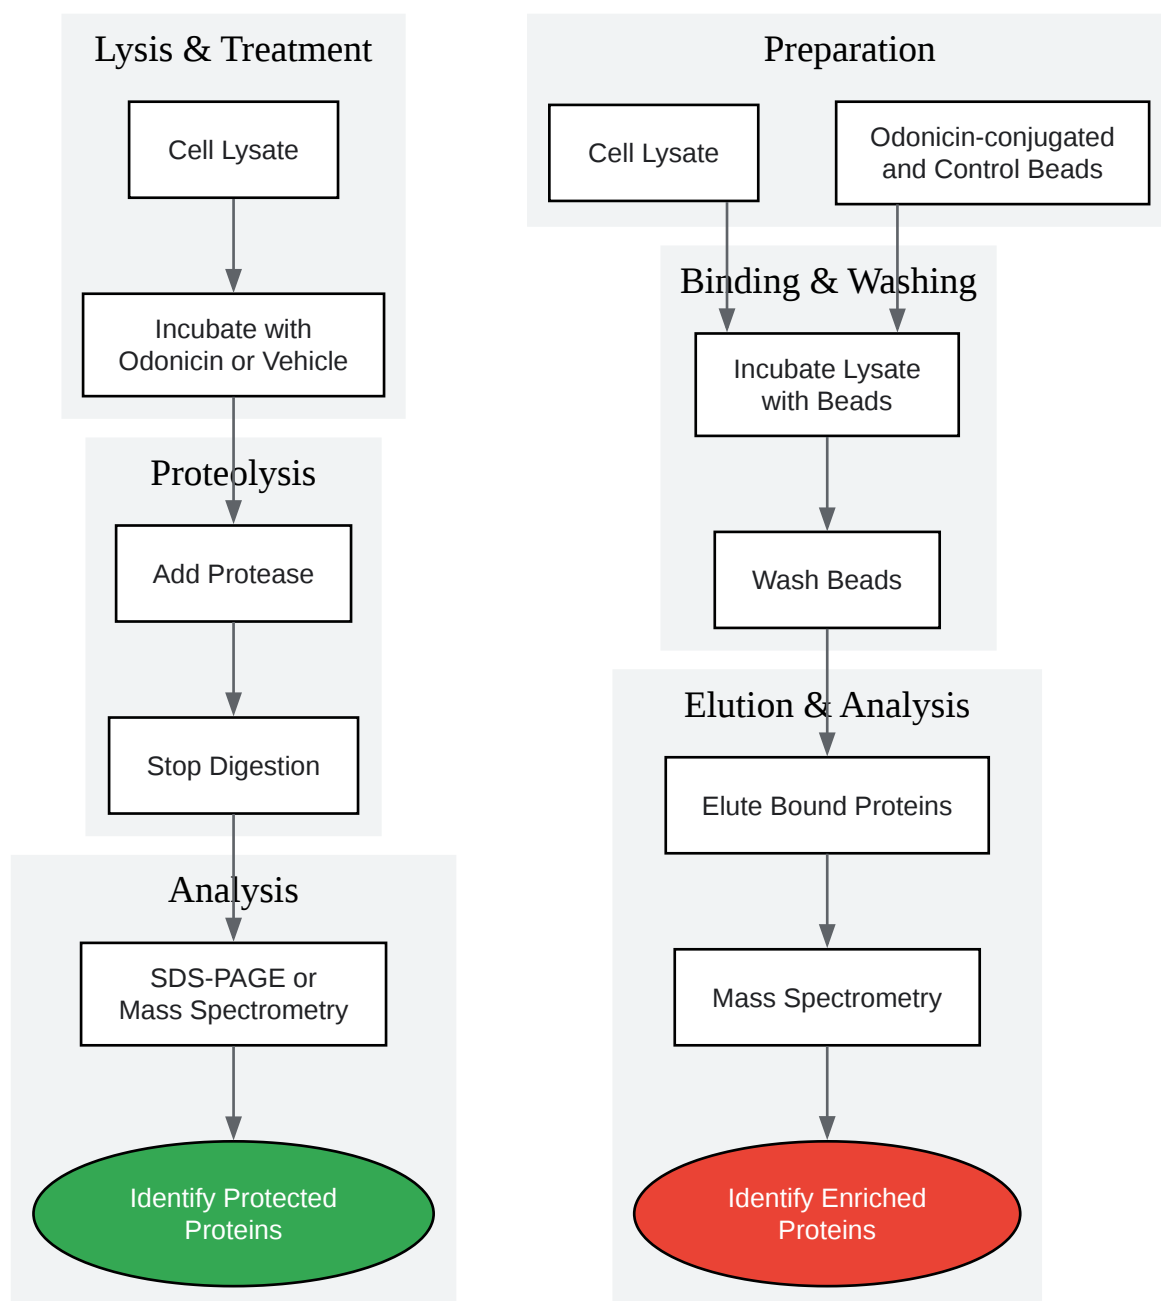 Lysis & Treatment
Cell Lysate
Incubate with
Odonicin or Vehicle
Proteolysis
Add Protease
Stop Digestion
Analysis
SDS-PAGE or
Mass Spectrometry
Identify Protected
Proteins
Preparation
Cell Lysate
Odonicin-conjugated
and Control Beads
Binding & Washing
Incubate Lysate
with Beads
Wash Beads
Elution & Analysis
Elute Bound Proteins
Mass Spectrometry
Identify Enriched
Proteins